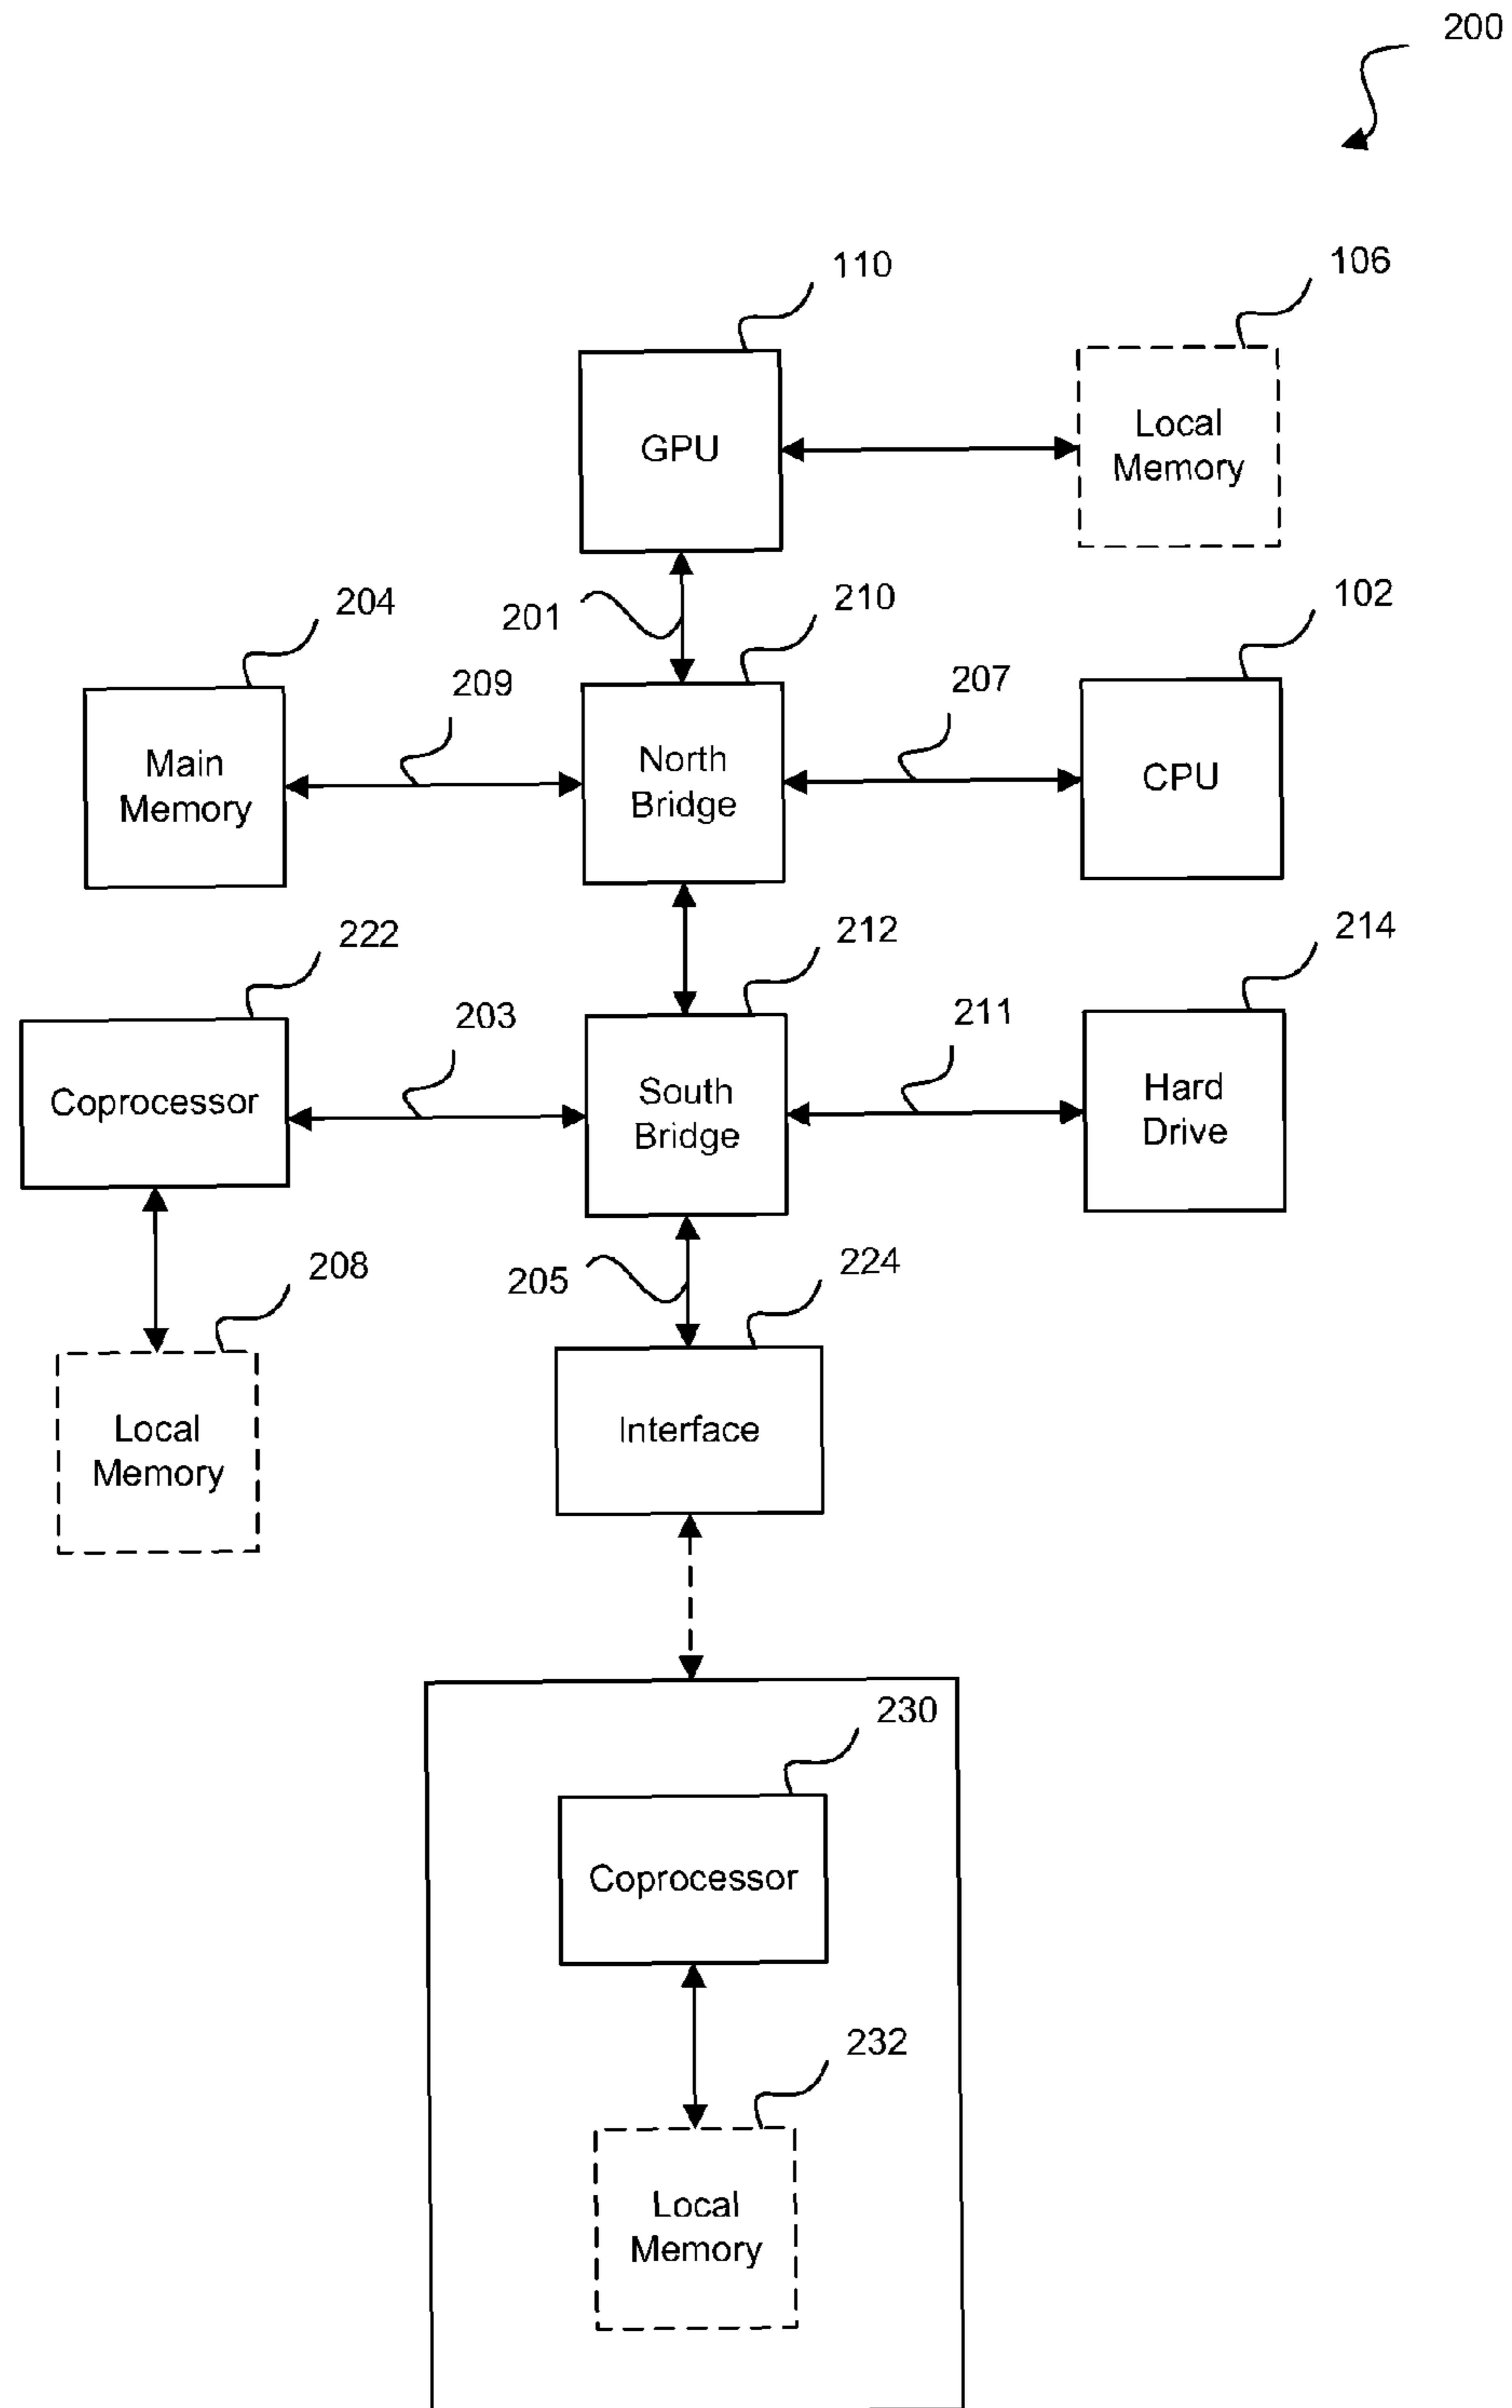 200
110
106
GPU
Local
Memory
201
210
102
204
209
207
Main
Memory
North
Bridge
CPU
222
212
214
203
211
Coprocessor
South
Bridge
Hard
Drive
208
205
224
Local
Memory
Interface
230
Coprocessor
232
Local
Memory